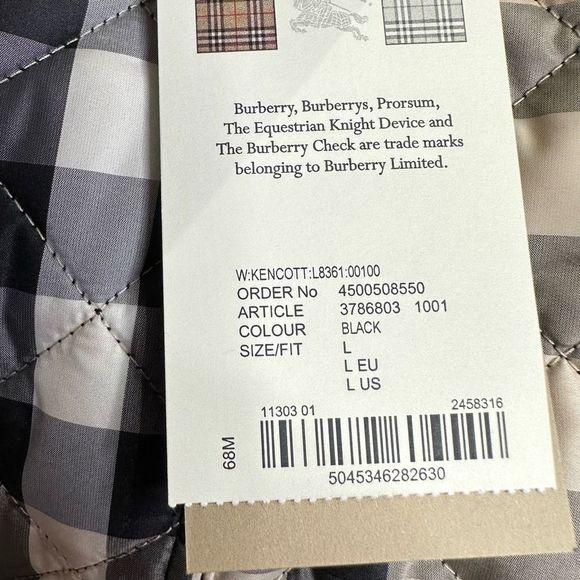 Burberry, Burberrys, Prorsum,
The Equestrian Knight Device and
The Burberry Check are trade marks
belonging to Burberry Limited.
W:KENCOTT:L8361:00100
ORDER No 4500508550
ARTICLE 3786803 1001
COLOUR BLACK
SIZE/FIT L
L EU
L US
11303 01 2458316
68M
5045346282630